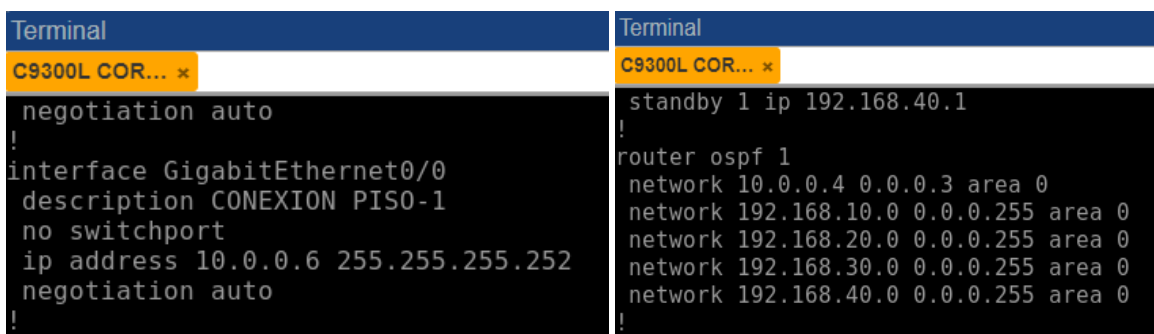 Terminal
C9300L COR... ×
negotiation auto
!
interface GigabitEthernet0/0
description CONEXION PISO-1
no switchport
ip address 10.0.0.6 255.255.255.252
negotiation auto
!
Terminal
C9300L COR... ×
standby 1 ip 192.168.40.1
!
router ospf 1
network 10.0.0.4 0.0.0.3 area 0
network 192.168.10.0 0.0.0.255 area 0
network 192.168.20.0 0.0.0.255 area 0
network 192.168.30.0 0.0.0.255 area 0
network 192.168.40.0 0.0.0.255 area 0
!